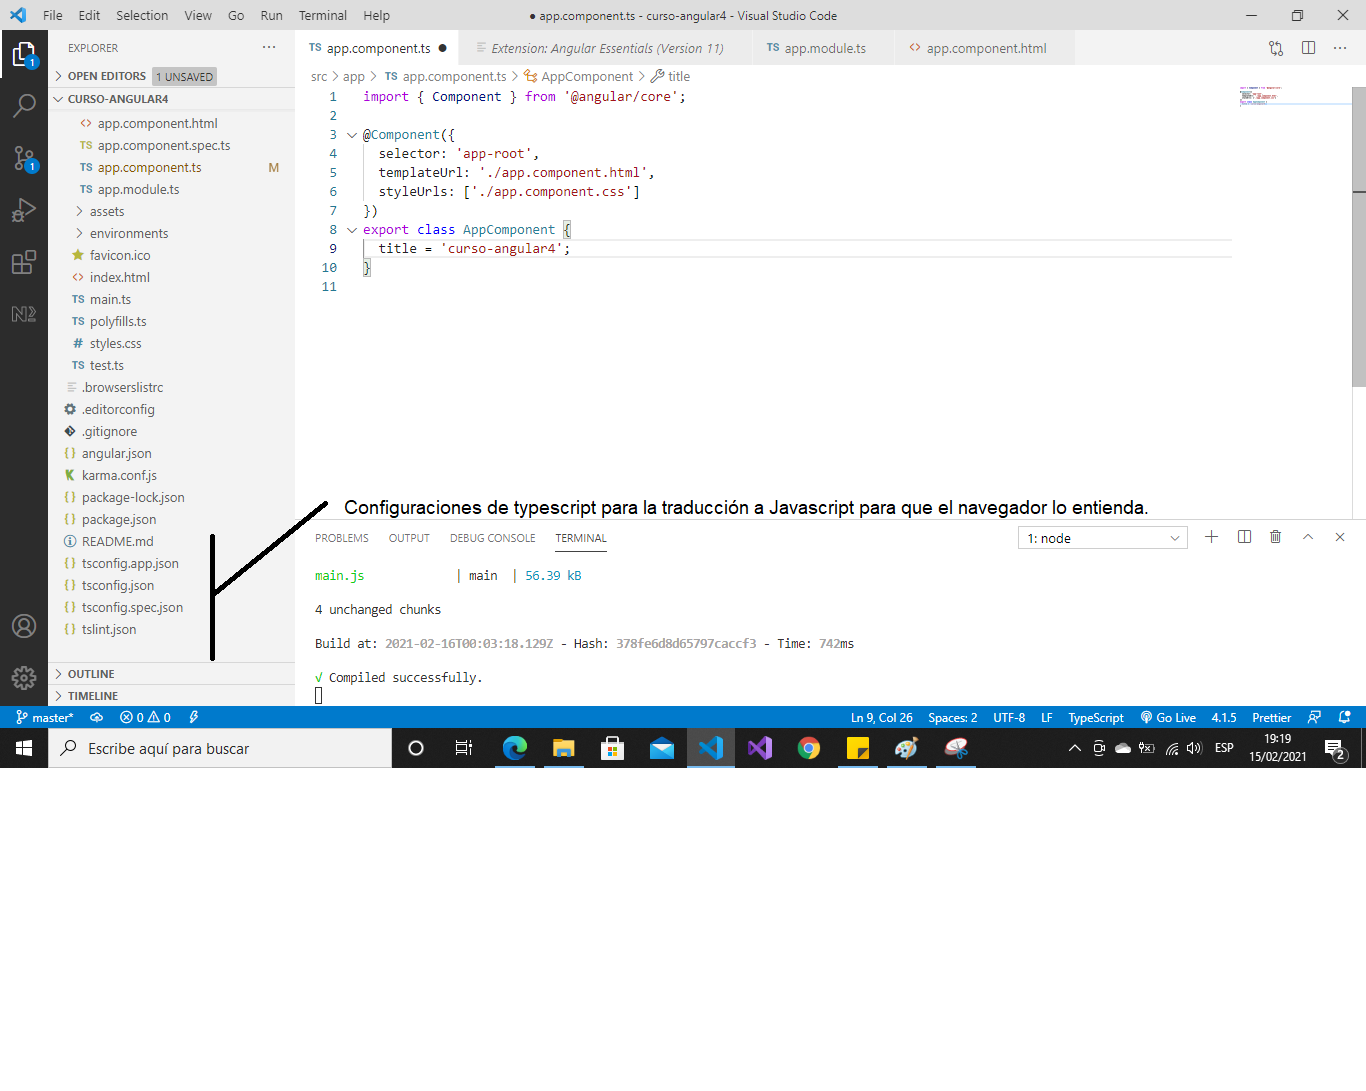 File Edit Selection View Go Run Terminal Help ● app.component.ts - curso-angular4 - Visual Studio Code
EXPLORER ···
OPEN EDITORS 1 UNSAVED
CURSO-ANGULAR4
app.component.html
TS app.component.spec.ts
TS app.component.ts M
TS app.module.ts
assets
environments
favicon.ico
index.html
TS main.ts
TS polyfills.ts
# styles.css
TS test.ts
.browserslistrc
.editorconfig
.gitignore
{} angular.json
karma.conf.js
{} package-lock.json
{} package.json
README.md
{} tsconfig.app.json
{} tsconfig.json
{} tsconfig.spec.json
{} tslint.json
OUTLINE
TIMELINE
1
1
TS app.component.ts ● Extension: Angular Essentials (Version 11) TS app.module.ts <> app.component.html
src > app > TS app.component.ts > AppComponent > title
1 import { Component } from '@angular/core';
2
3 @Component({
4 selector: 'app-root',
5 templateUrl: './app.component.html',
6 styleUrls: ['./app.component.css']
7 })
8 export class AppComponent {
9 title = 'curso-angular4';
10 }
11
Configuraciones de typescript para la traducción a Javascript para que el navegador lo entienda.
PROBLEMS OUTPUT DEBUG CONSOLE TERMINAL 1: node
main.js | main | 56.39 kB
4 unchanged chunks
Build at: 2021-02-16T00:03:18.129Z - Hash: 378fe6d8d65797caccf3 - Time: 742ms
√ Compiled successfully.
master* 0 0 Ln 9, Col 26 Spaces: 2 UTF-8 LF TypeScript Go Live 4.1.5 Prettier
Escribe aquí para buscar
ESP
19:19
15/02/2021
2